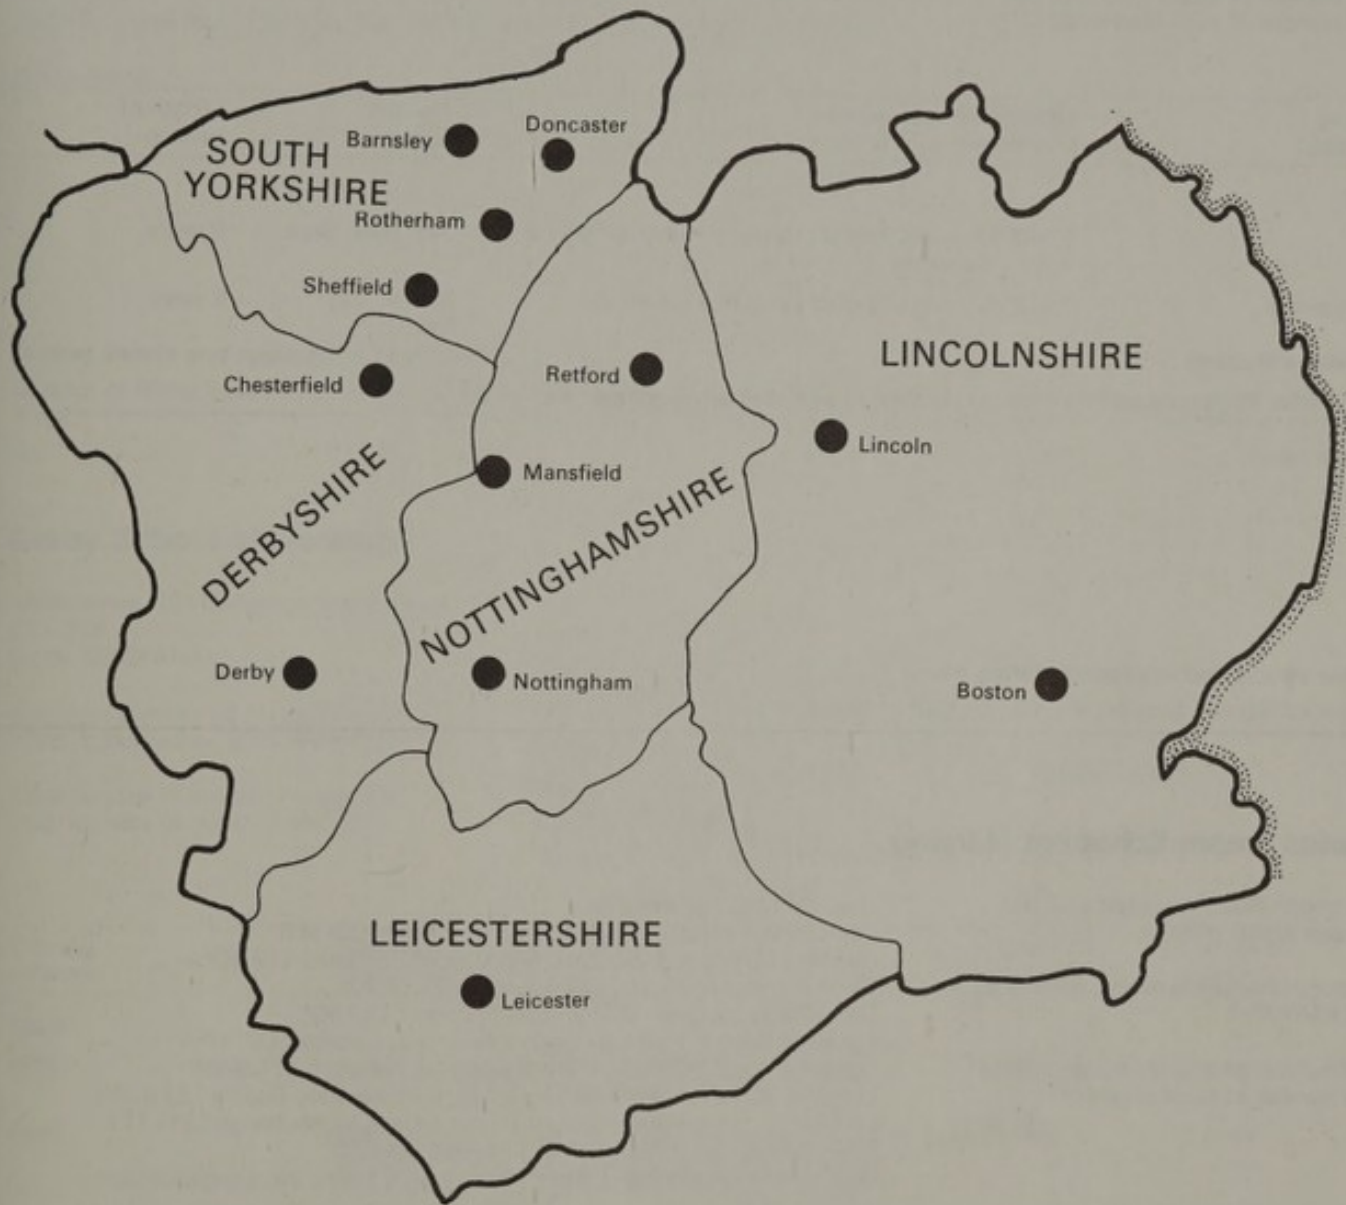 Doncaster
Barnsley
SOUTH
YORKSHIRE
Rotherham
Sheffield
LINCOLNSHIRE
Retford
Chesterfield
Lincoln
Mansfield
DERBYSHIRE
NOTTINGHAMSHIRE
Derby
Nottingham
Boston
LEICESTERSHIRE
Leicester